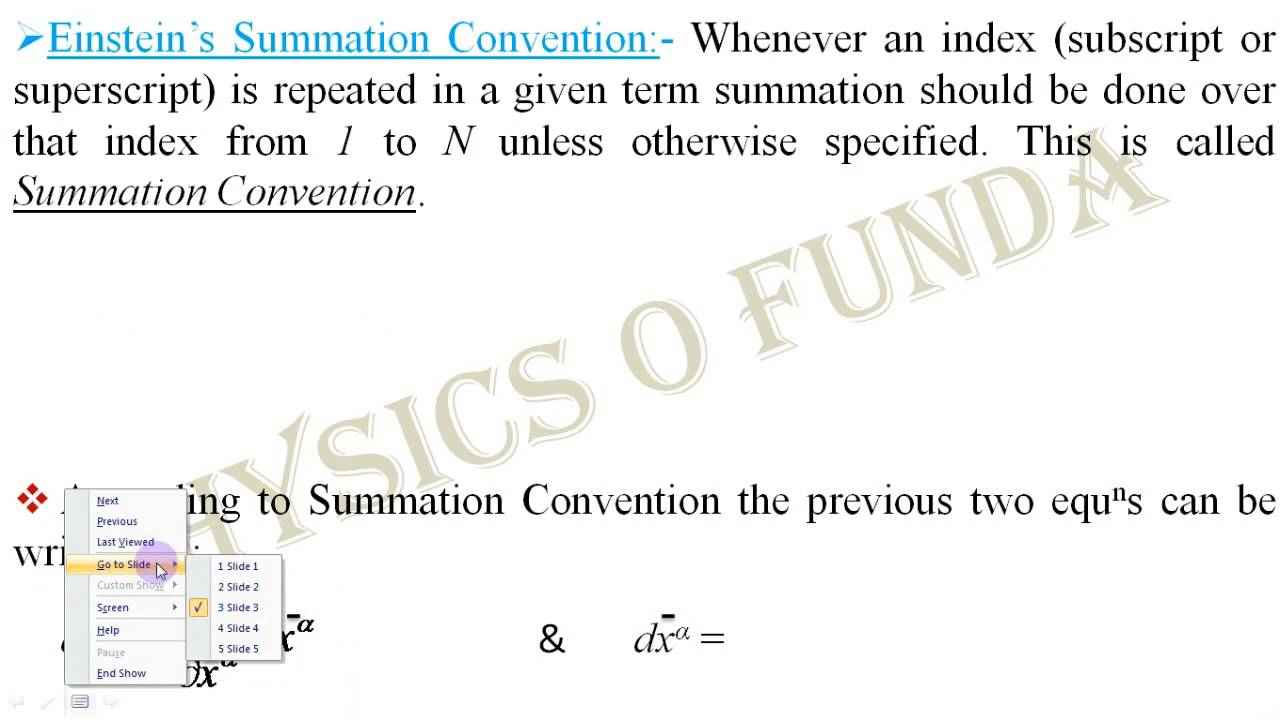 ➢Einstein's Summation Convention:- Whenever an index (subscript or
superscript) is repeated in a given term summation should be done over
that index from 1 to N unless otherwise specified. This is called
Summation Convention.
PHYSICS O FUNDA
❖ to Summation Convention the previous two equⁿs can be
Next
Previous
Last Viewed
Go to Slide
Custom Show
Screen
Help
Pause
End Show
1 Slide 1
2 Slide 2
✓ 3 Slide 3
4 Slide 4
5 Slide 5
x̄^α & dx̄^α =